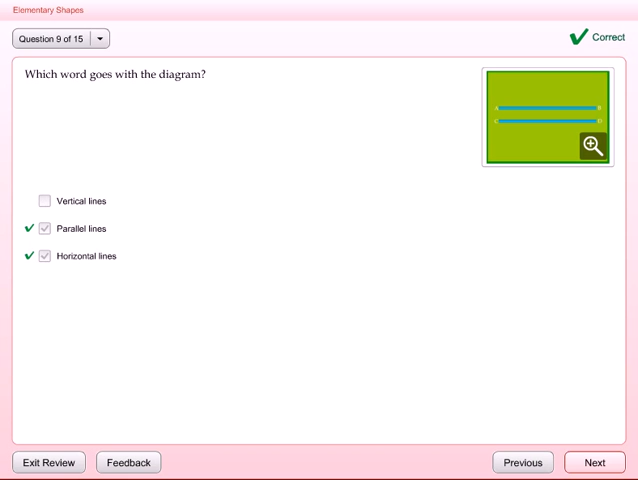 Elementary Shapes
Question 9 of 15
Correct
Which word goes with the diagram?
A B
C D
Vertical lines
Parallel lines
Horizontal lines
Exit Review
Feedback
Previous
Next